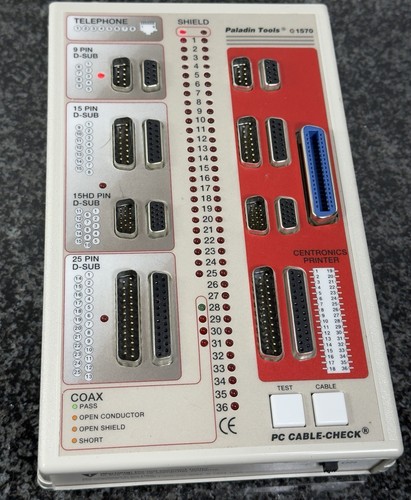 TELEPHONE
SHIELD
Paladin Tools® 1570
9 PIN
D-SUB
15 PIN
D-SUB
15HD PIN
D-SUB
25 PIN
D-SUB
1
2
3
4
5
6
7
8
9
10
11
12
13
14
15
16
17
18
19
20
21
22
23
24
25
26
27
28
29
30
31
32
33
34
35
36
CENTRONICS
PRINTER
COAX
PASS
OPEN CONDUCTOR
OPEN SHIELD
SHORT
CE
TEST
CABLE
PC CABLE-CHECK®